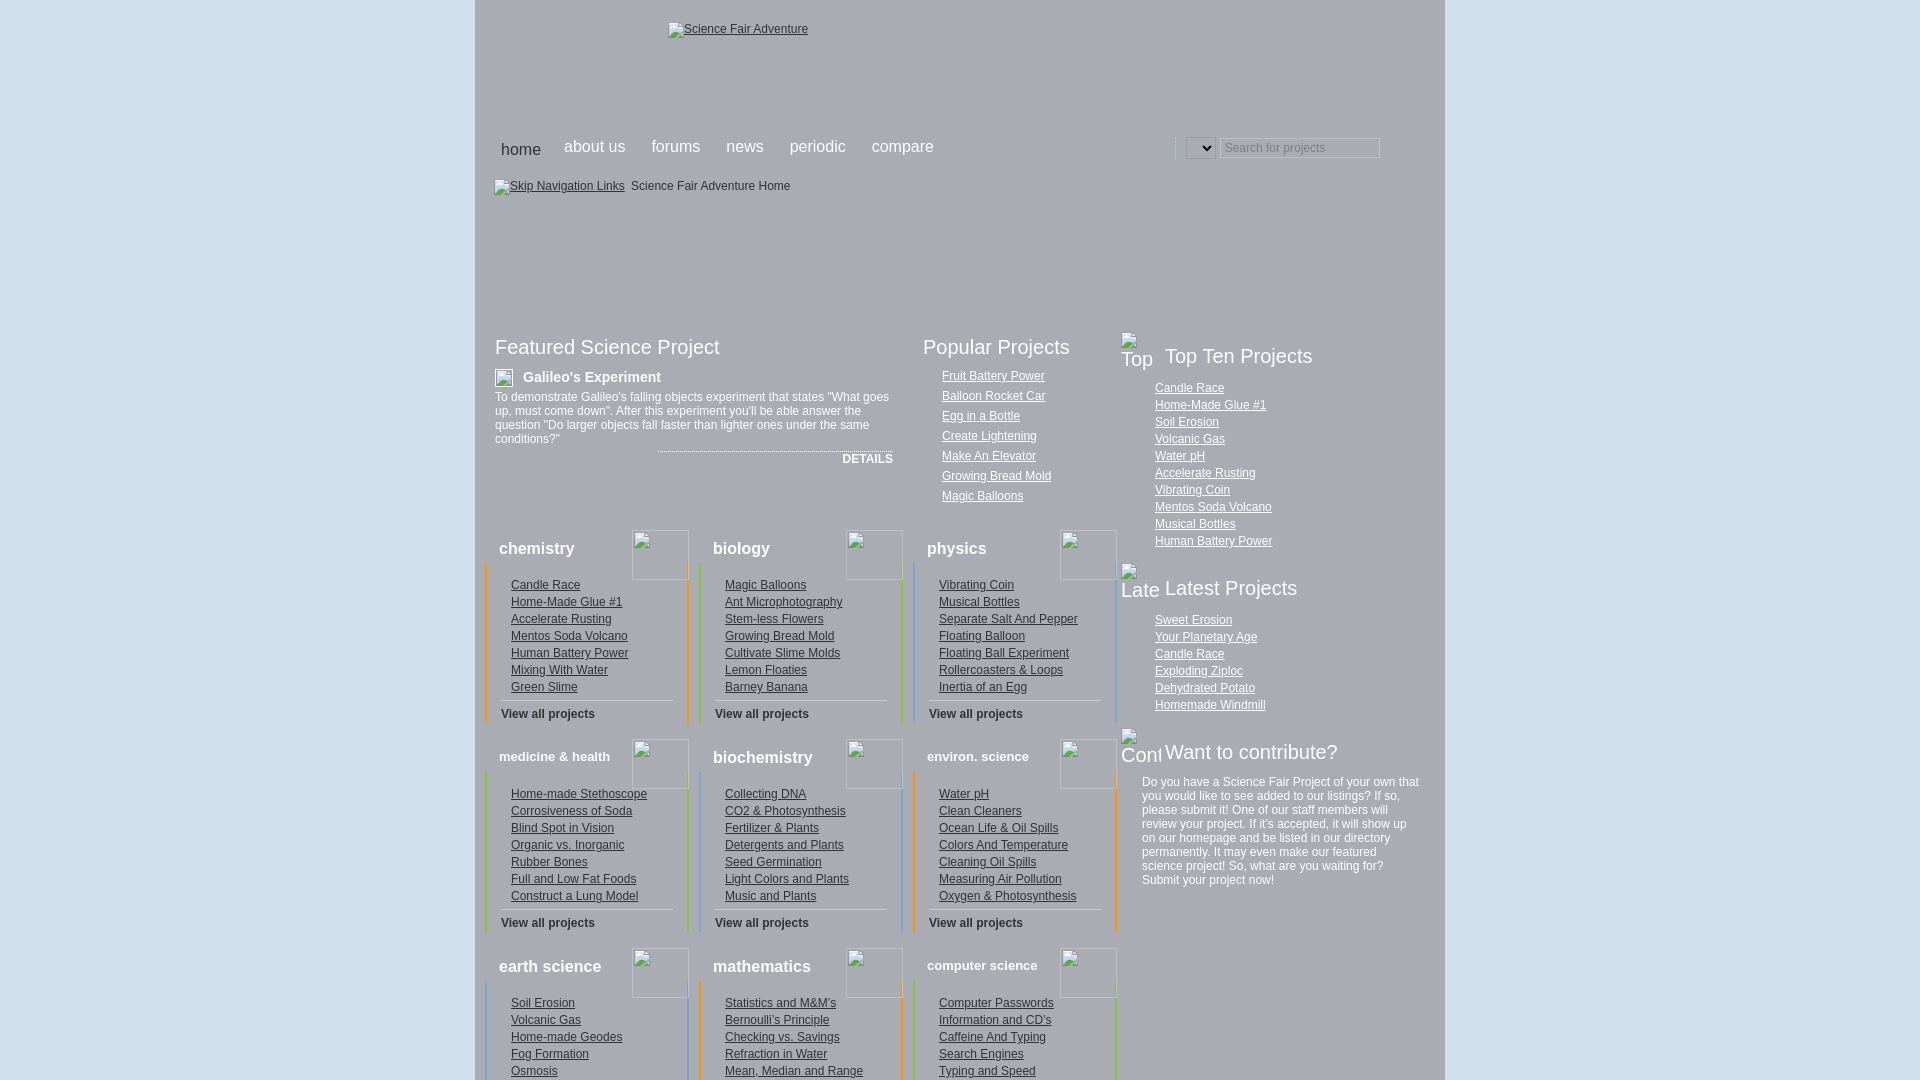 Science Fair Adventure
home
about us
forums
news
periodic
compare
Search for projects
Skip Navigation Links Science Fair Adventure Home
Featured Science Project
Galileo's Experiment
To demonstrate Galileo's falling objects experiment that states "What goes
up, must come down". After this experiment you'll be able answer the
question "Do larger objects fall faster than lighter ones under the same
conditions?"
DETAILS
Popular Projects
Fruit Battery Power
Balloon Rocket Car
Egg in a Bottle
Create Lightening
Make An Elevator
Growing Bread Mold
Magic Balloons
Top
Top Ten Projects
Candle Race
Home-Made Glue #1
Soil Erosion
Volcanic Gas
Water pH
Accelerate Rusting
Vibrating Coin
Mentos Soda Volcano
Musical Bottles
Human Battery Power
chemistry
Candle Race
Home-Made Glue #1
Accelerate Rusting
Mentos Soda Volcano
Human Battery Power
Mixing With Water
Green Slime
View all projects
biology
Magic Balloons
Ant Microphotography
Stem-less Flowers
Growing Bread Mold
Cultivate Slime Molds
Lemon Floaties
Barney Banana
View all projects
physics
Vibrating Coin
Musical Bottles
Separate Salt And Pepper
Floating Balloon
Floating Ball Experiment
Rollercoasters & Loops
Inertia of an Egg
View all projects
Late
Latest Projects
Sweet Erosion
Your Planetary Age
Candle Race
Exploding Ziploc
Dehydrated Potato
Homemade Windmill
medicine & health
Home-made Stethoscope
Corrosiveness of Soda
Blind Spot in Vision
Organic vs. Inorganic
Rubber Bones
Full and Low Fat Foods
Construct a Lung Model
View all projects
biochemistry
Collecting DNA
CO2 & Photosynthesis
Fertilizer & Plants
Detergents and Plants
Seed Germination
Light Colors and Plants
Music and Plants
View all projects
environ. science
Water pH
Clean Cleaners
Ocean Life & Oil Spills
Colors And Temperature
Cleaning Oil Spills
Measuring Air Pollution
Oxygen & Photosynthesis
View all projects
Cont
Want to contribute?
Do you have a Science Fair Project of your own that
you would like to see added to our listings? If so,
please submit it! One of our staff members will
review your project. If it’s accepted, it will show up
on our homepage and be listed in our directory
permanently. It may even make our featured
science project! So, what are you waiting for?
Submit your project now!
earth science
Soil Erosion
Volcanic Gas
Home-made Geodes
Fog Formation
Osmosis
mathematics
Statistics and M&M’s
Bernoulli’s Principle
Checking vs. Savings
Refraction in Water
Mean, Median and Range
computer science
Computer Passwords
Information and CD’s
Caffeine And Typing
Search Engines
Typing and Speed